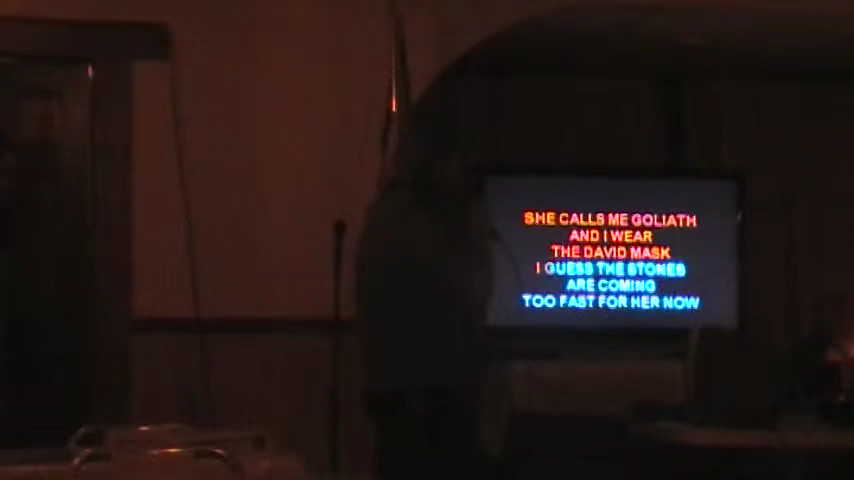 SHE CALLS ME GOLIATH
AND I WEAR
THE DAVID MASK
I GUESS THE STONES
ARE COMING
TOO FAST FOR HER NOW